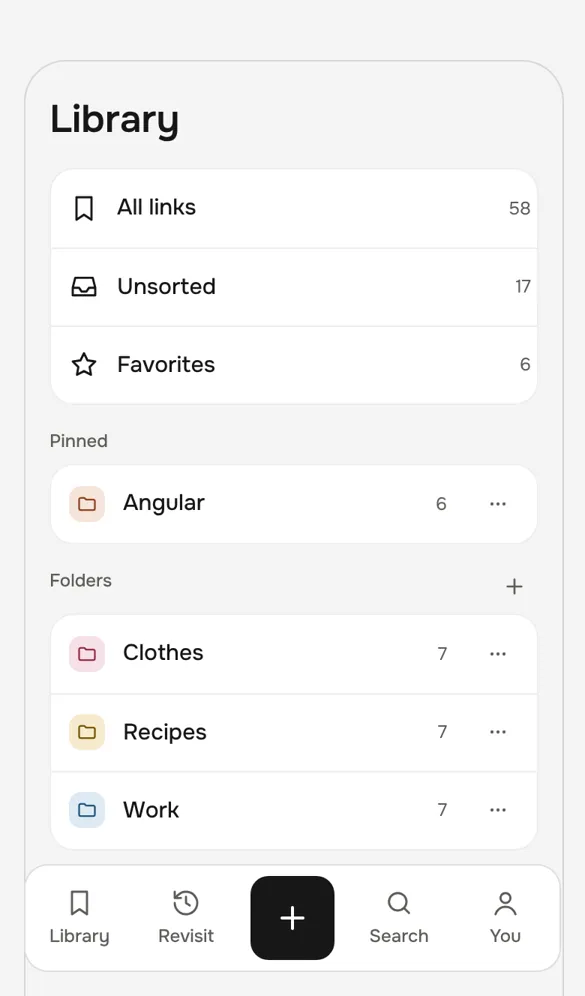 Library
All links 58
Unsorted 17
Favorites 6
Pinned
Angular 6
Folders
Clothes 7
Recipes 7
Work 7
Library Revisit Search You